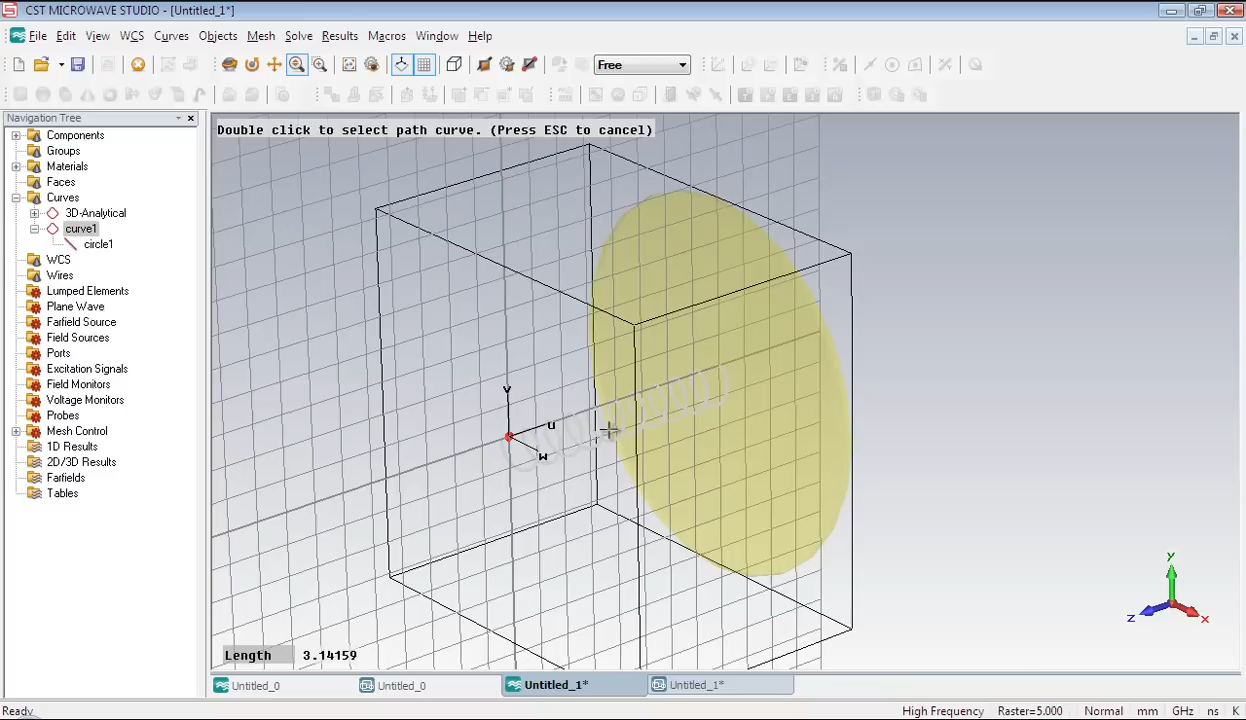 CST MICROWAVE STUDIO - [Untitled_1*]
File Edit View WCS Curves Objects Mesh Solve Results Macros Window Help
Free
Navigation Tree
Double click to select path curve. (Press ESC to cancel)
Components
Groups
Materials
Faces
Curves
3D-Analytical
curve1
circle1
WCS
Wires
Lumped Elements
Plane Wave
Farfield Source
Field Sources
Ports
Excitation Signals
Field Monitors
Voltage Monitors
Probes
Mesh Control
1D Results
2D/3D Results
Farfields
Tables
v
u
w
Y
Z
X
Length 3.14159
Untitled_0 Untitled_0 Untitled_1* Untitled_1*
Ready High Frequency Raster=5.000 Normal mm GHz ns K